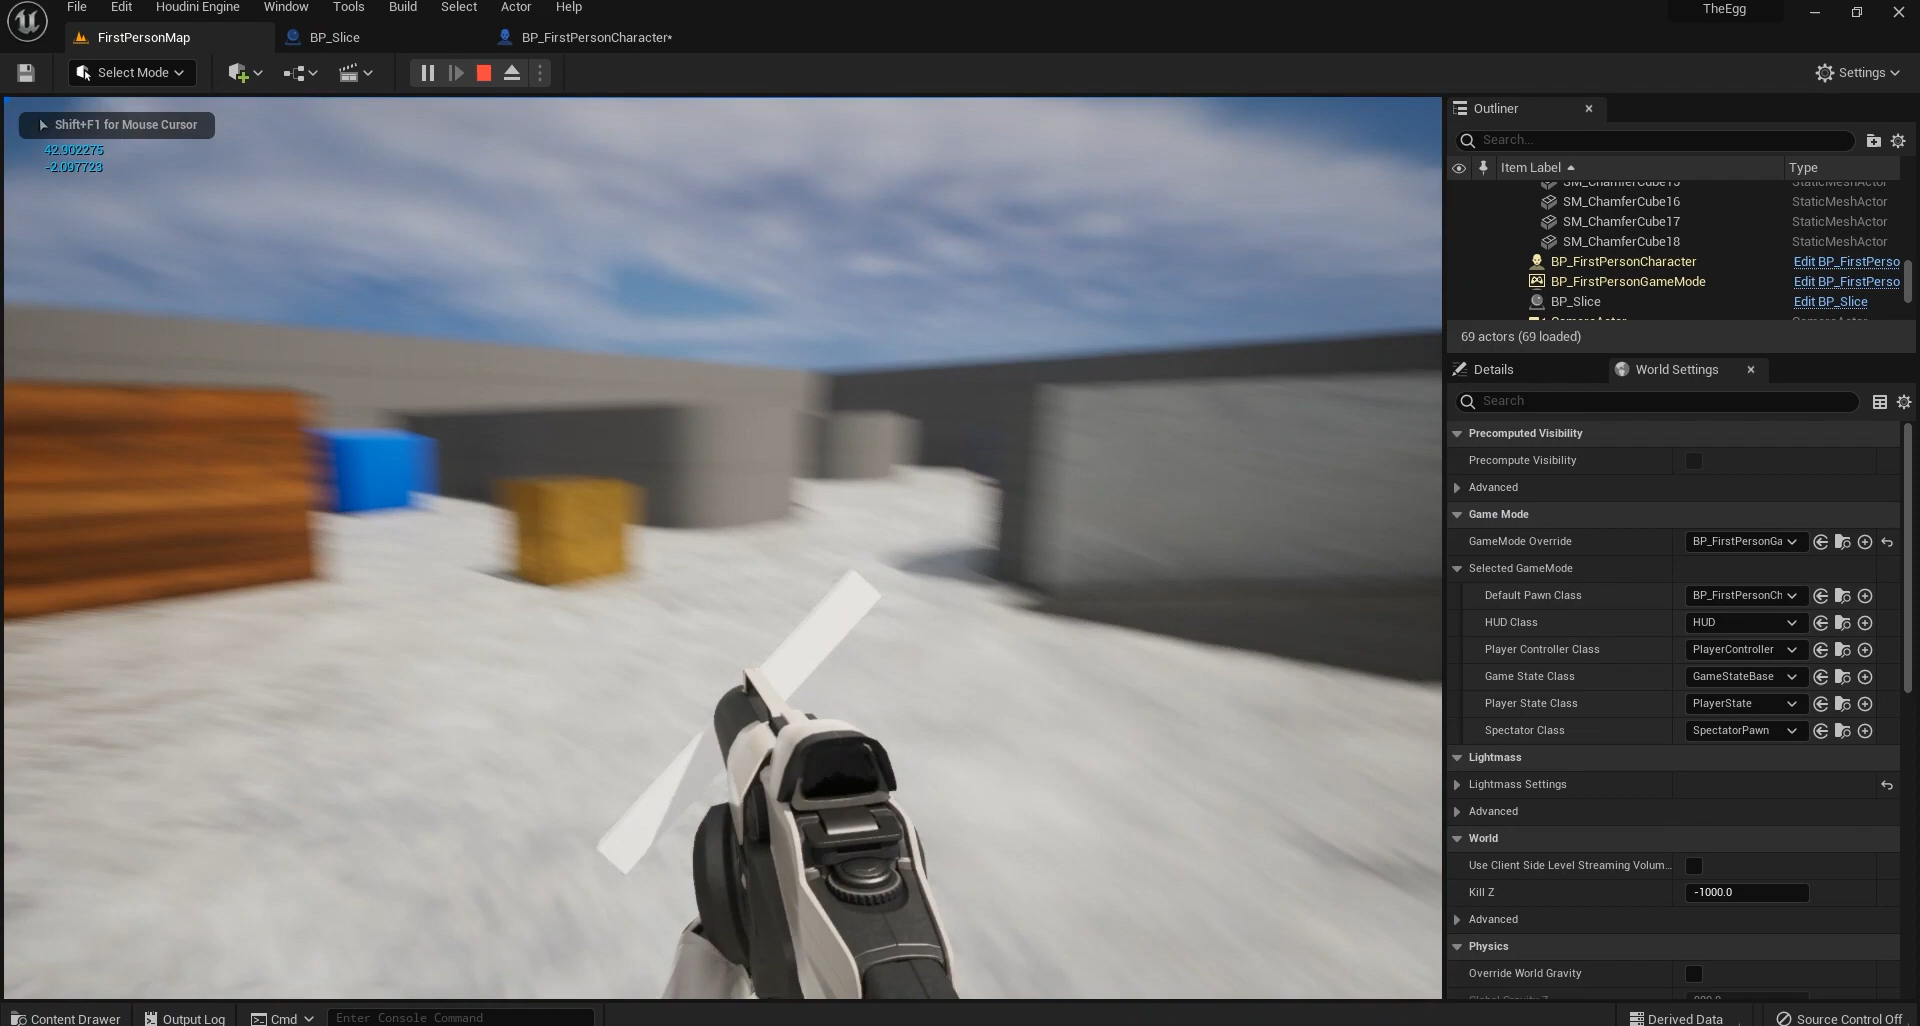 File Edit Houdini Engine Window Tools Build Select Actor Help
TheEgg
FirstPersonMap
BP_Slice
BP_FirstPersonCharacter*
Select Mode
Settings
Shift+F1 for Mouse Cursor
42.902275
-2.097723
Outliner
Search...
Item Label
Type
SM_ChamferCube15 StaticMeshActor
SM_ChamferCube16 StaticMeshActor
SM_ChamferCube17 StaticMeshActor
SM_ChamferCube18 StaticMeshActor
BP_FirstPersonCharacter Edit BP_FirstPerso
BP_FirstPersonGameMode Edit BP_FirstPerso
BP_Slice Edit BP_Slice
CameraActor CameraActor
69 actors (69 loaded)
Details
World Settings
Search
Precomputed Visibility
Precompute Visibility
Advanced
Game Mode
GameMode Override BP_FirstPersonGa
Selected GameMode
Default Pawn Class BP_FirstPersonCh
HUD Class HUD
Player Controller Class PlayerController
Game State Class GameStateBase
Player State Class PlayerState
Spectator Class SpectatorPawn
Lightmass
Lightmass Settings
Advanced
World
Use Client Side Level Streaming Volum...
Kill Z -1000.0
Advanced
Physics
Override World Gravity
Global Gravity Z
Content Drawer
Output Log
Cmd
Enter Console Command
Derived Data
Source Control Off